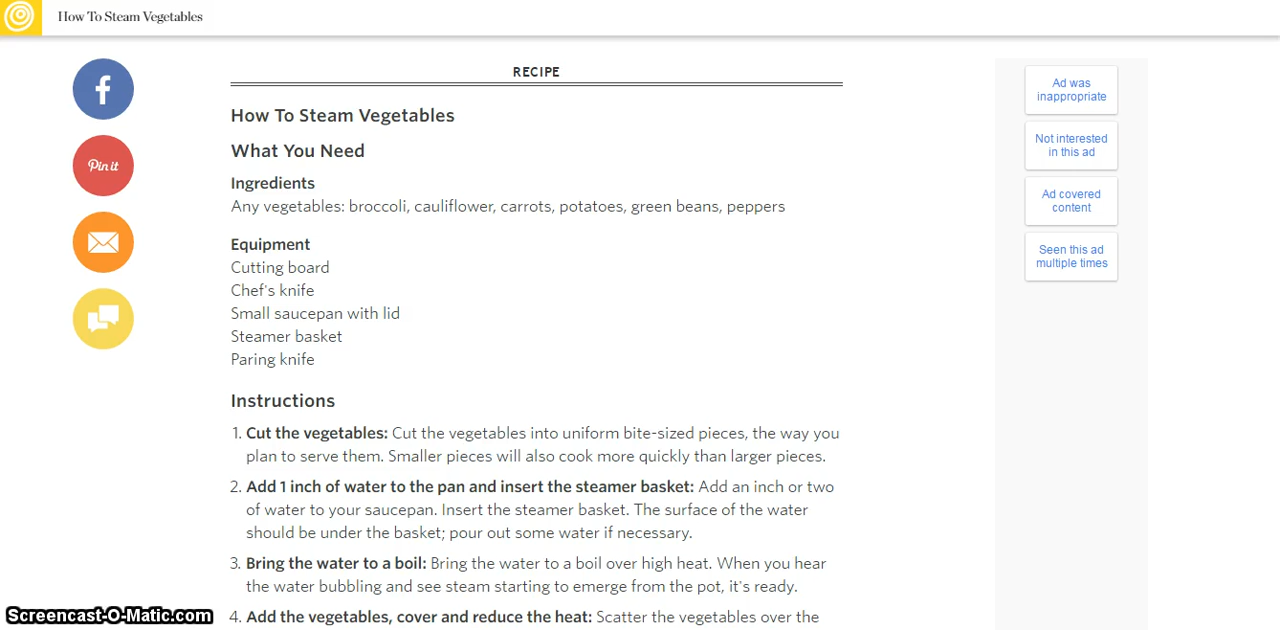 How To Steam Vegetables
f
Pin it
RECIPE
How To Steam Vegetables
What You Need
Ingredients
Any vegetables: broccoli, cauliflower, carrots, potatoes, green beans, peppers
Equipment
Cutting board
Chef's knife
Small saucepan with lid
Steamer basket
Paring knife
Instructions
1. Cut the vegetables: Cut the vegetables into uniform bite-sized pieces, the way you
plan to serve them. Smaller pieces will also cook more quickly than larger pieces.
2. Add 1 inch of water to the pan and insert the steamer basket: Add an inch or two
of water to your saucepan. Insert the steamer basket. The surface of the water
should be under the basket; pour out some water if necessary.
3. Bring the water to a boil: Bring the water to a boil over high heat. When you hear
the water bubbling and see steam starting to emerge from the pot, it's ready.
4. Add the vegetables, cover and reduce the heat: Scatter the vegetables over the
Ad was
inappropriate
Not interested
in this ad
Ad covered
content
Seen this ad
multiple times
Screencast-O-Matic.com